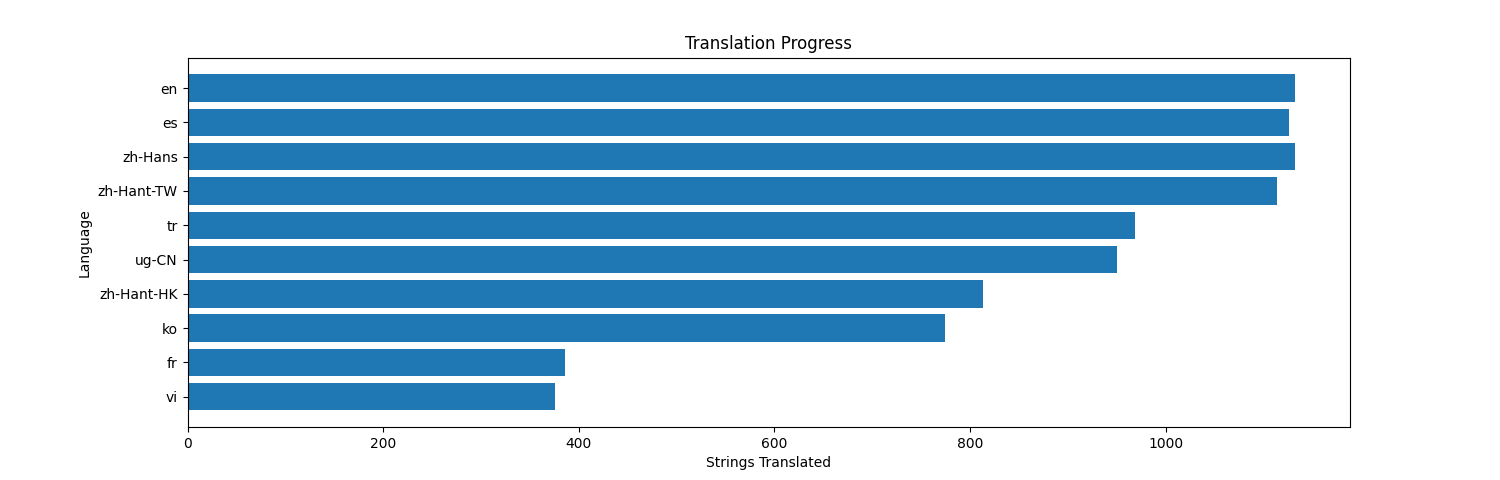 Translation Progress
en
es
zh-Hans
zh-Hant-TW
tr
ug-CN
zh-Hant-HK
ko
fr
vi
Language
0 200 400 600 800 1000
Strings Translated